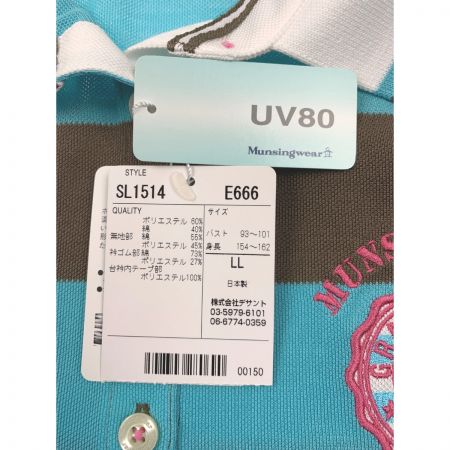 UV80
Munsingwear
STYLE
SL1514 E666
QUALITY
ポリエステル 60%
綿 40%
無地部 綿 55%
ポリエステル 45%
衿ゴム部 綿 73%
ポリエステル 27%
台衿内テープ部
ポリエステル100%
サイズ
バスト 93〜101
身長 154〜162
LL
日本製
株式会社デサント
03-5979-6101
06-6774-0359
00150
MUNS
GRA